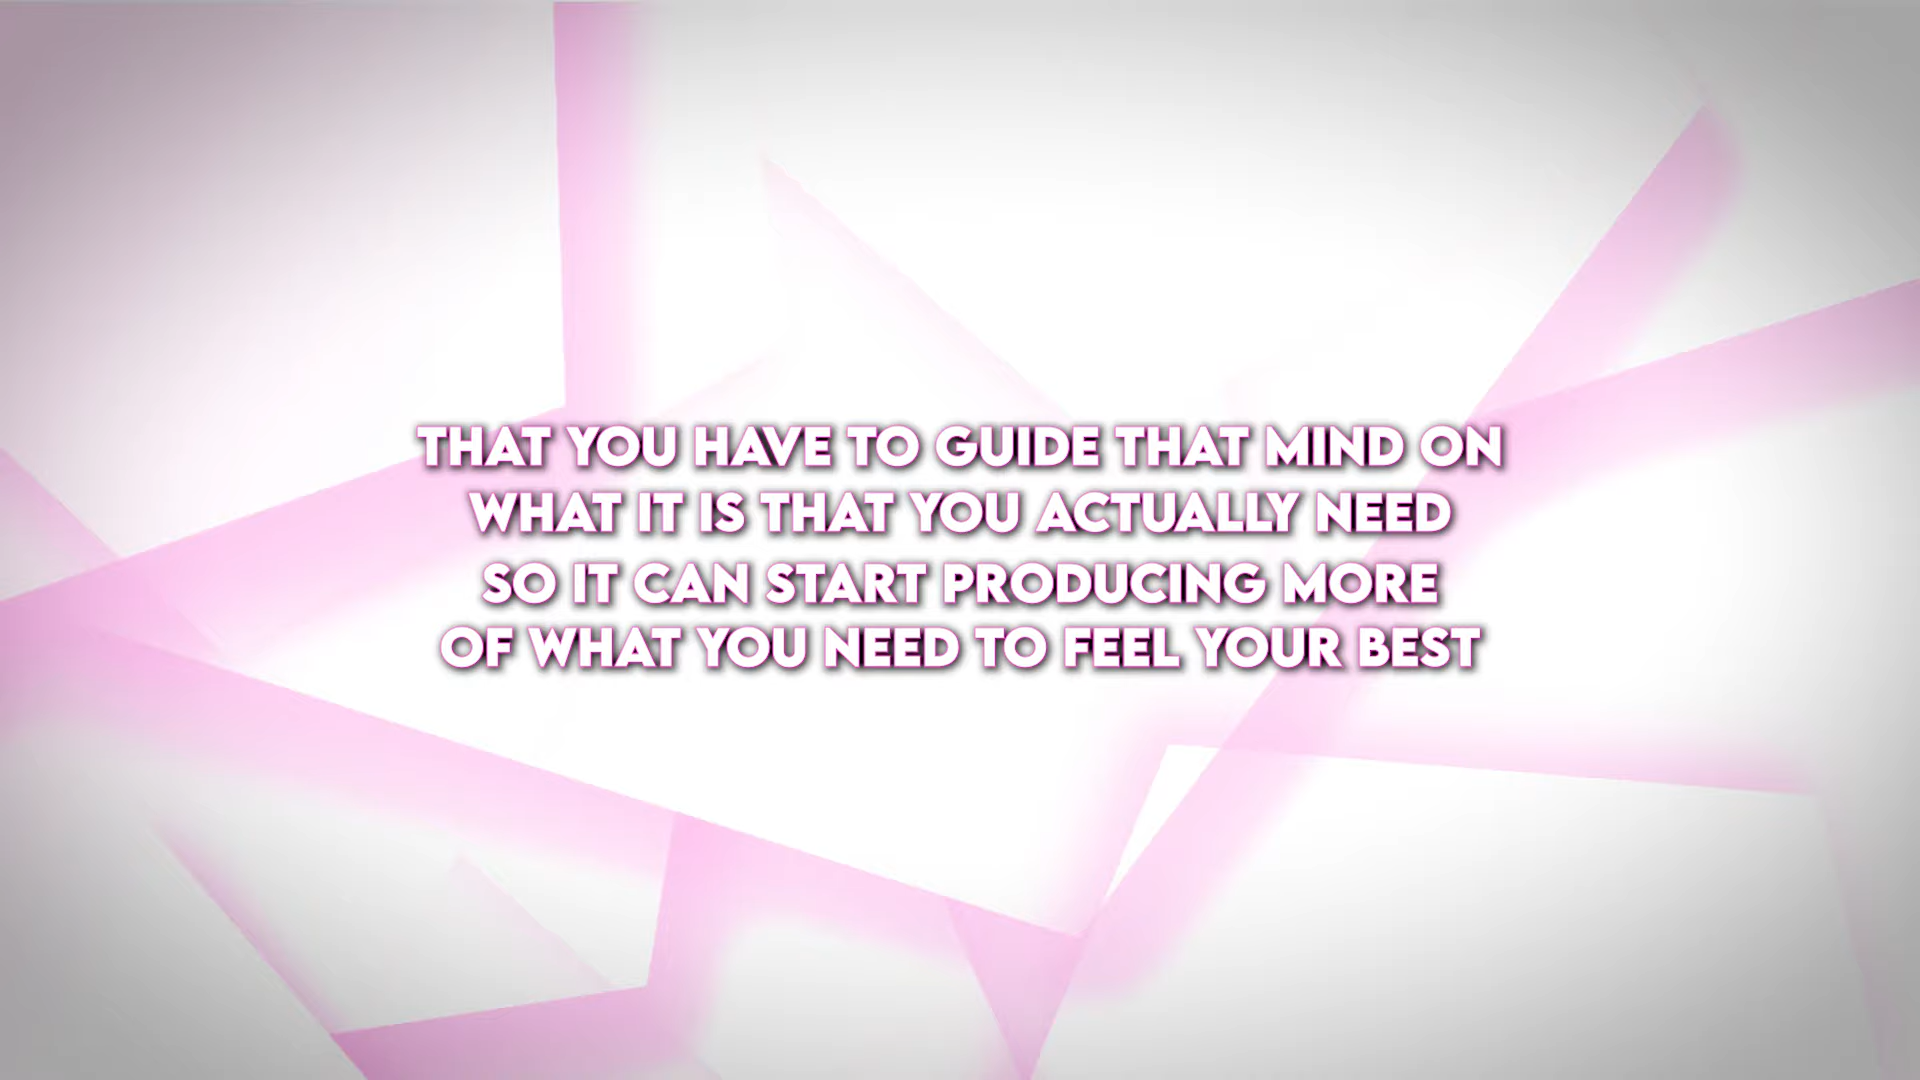 THAT YOU HAVE TO GUIDE THAT MIND ON
WHAT IT IS THAT YOU ACTUALLY NEED
SO IT CAN START PRODUCING MORE
OF WHAT YOU NEED TO FEEL YOUR BEST